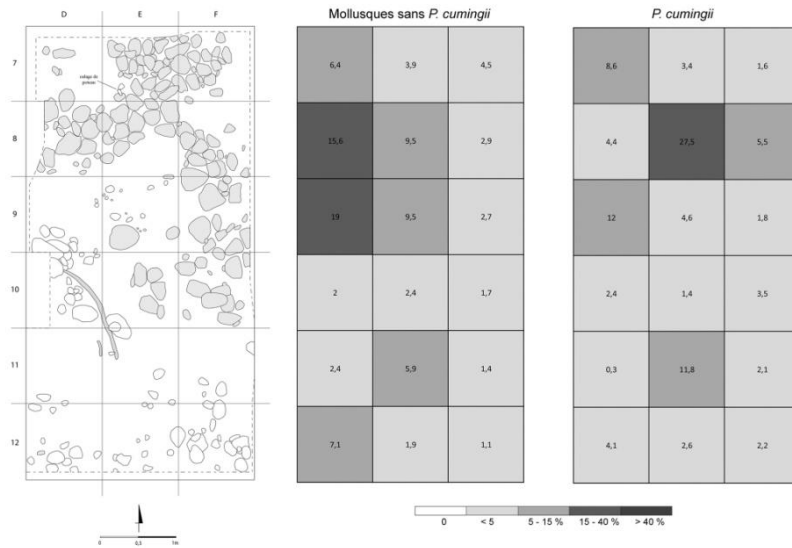 D E F
7
8
9
10
11
12
0 0,5 1m
Mollusques sans P. cumingii
6,4 3,9 4,5
15,6 9,5 2,9
19 9,5 2,7
2 2,4 1,7
2,4 5,9 1,4
7,1 1,9 1,1
P. cumingii
8,6 3,4 1,6
4,4 27,5 5,5
12 4,6 1,8
2,4 1,4 3,5
0,3 11,8 2,1
4,1 2,6 2,2
0 < 5 5 - 15 % 15 - 40 % > 40 %